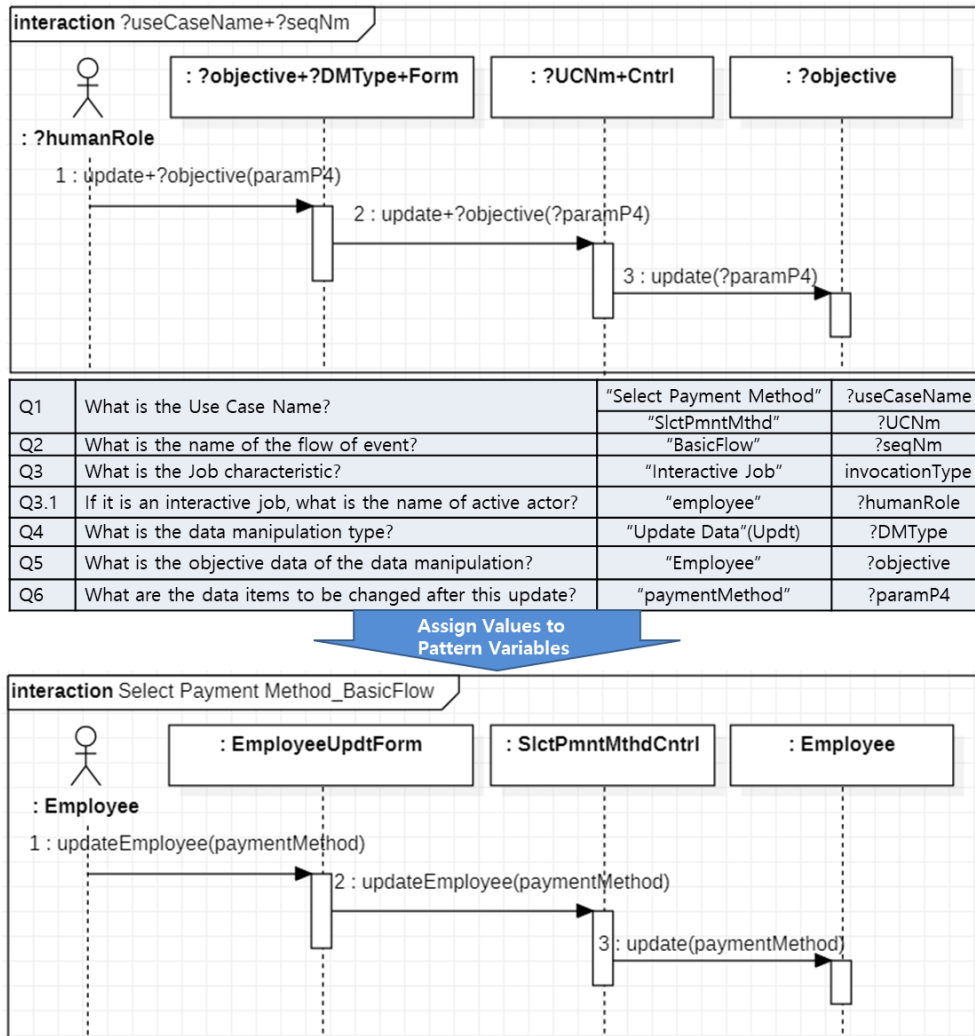 interaction ?useCaseName+?seqNm
: ?objective+?DMType+Form
: ?UCNm+Cntrl
: ?objective
: ?humanRole
1 : update+?objective(paramP4)
2 : update+?objective(?paramP4)
3 : update(?paramP4)
Q1 What is the Use Case Name? "Select Payment Method" ?useCaseName
"SlctPmntMthd" ?UCNm
Q2 What is the name of the flow of event? "BasicFlow" ?seqNm
Q3 What is the Job characteristic? "Interactive Job" invocationType
Q3.1 If it is an interactive job, what is the name of active actor? "employee" ?humanRole
Q4 What is the data manipulation type? "Update Data"(Updt) ?DMType
Q5 What is the objective data of the data manipulation? "Employee" ?objective
Q6 What are the data items to be changed after this update? "paymentMethod" ?paramP4
Assign Values to
Pattern Variables
interaction Select Payment Method_BasicFlow
: EmployeeUpdtForm
: SlctPmntMthdCntrl
: Employee
: Employee
1 : updateEmployee(paymentMethod)
2 : updateEmployee(paymentMethod)
3 : update(paymentMethod)